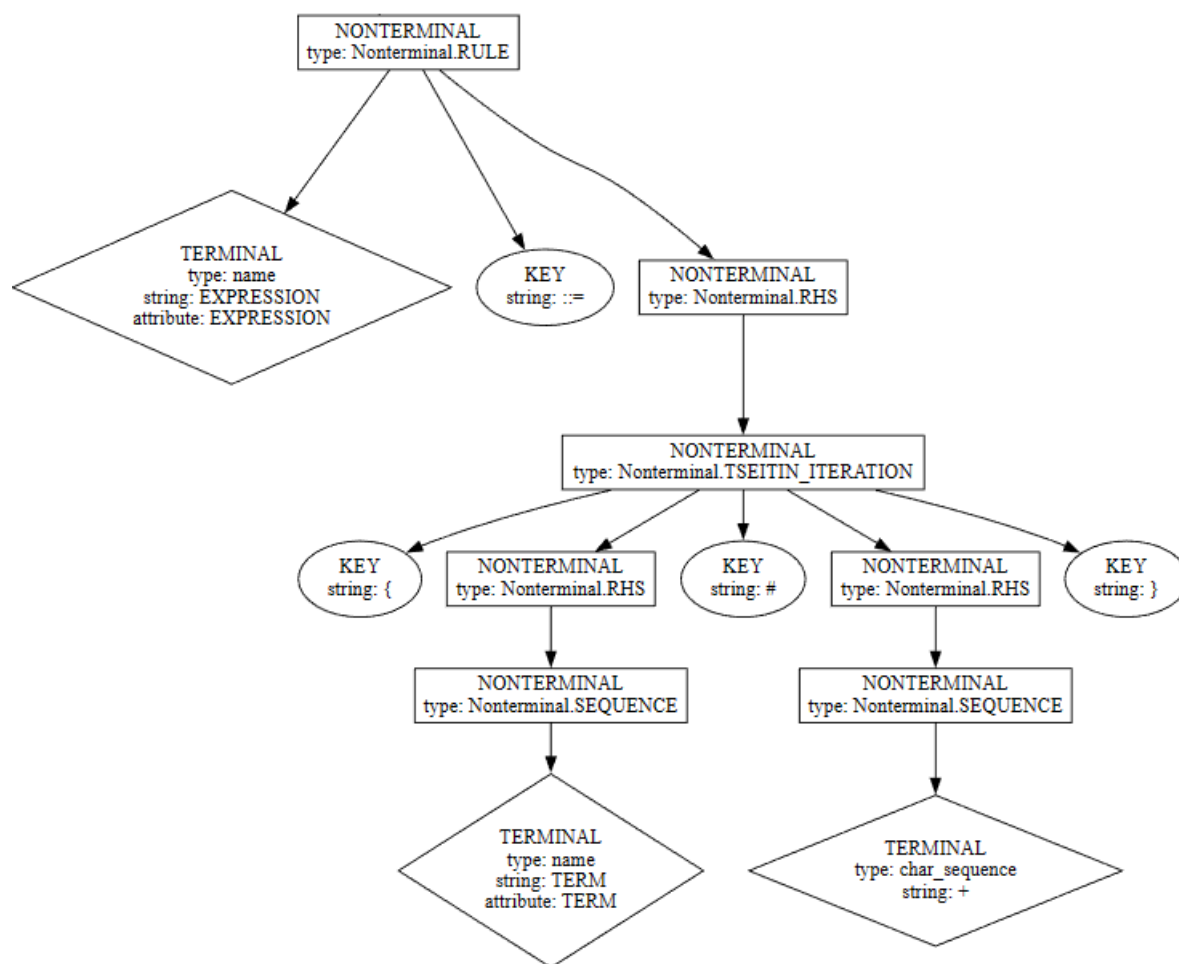 NONTERMINAL
type: Nonterminal.RULE
TERMINAL
type: name
string: EXPRESSION
attribute: EXPRESSION
KEY
string: ::=
NONTERMINAL
type: Nonterminal.RHS
NONTERMINAL
type: Nonterminal.TSEITIN_ITERATION
KEY
string: {
NONTERMINAL
type: Nonterminal.RHS
KEY
string: #
NONTERMINAL
type: Nonterminal.RHS
KEY
string: }
NONTERMINAL
type: Nonterminal.SEQUENCE
NONTERMINAL
type: Nonterminal.SEQUENCE
TERMINAL
type: name
string: TERM
attribute: TERM
TERMINAL
type: char_sequence
string: +